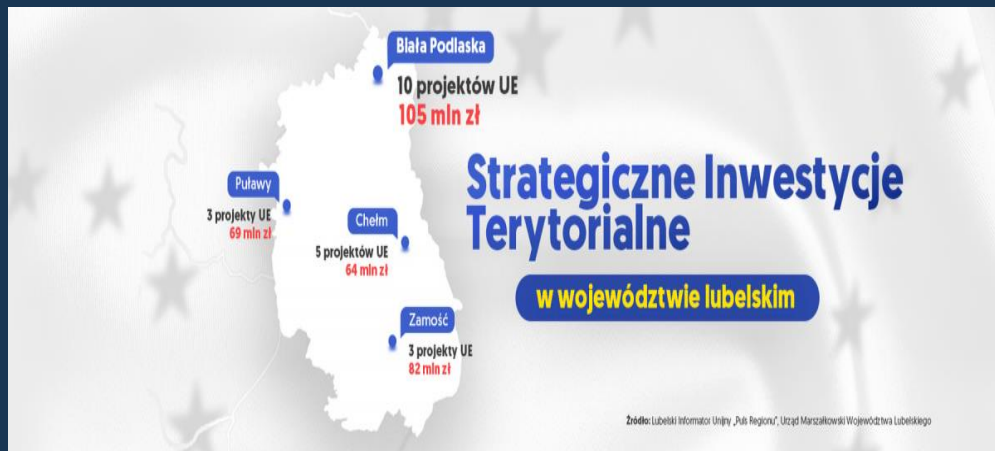 Biała Podlaska
10 projektów UE
105 mln zł
Puławy
3 projekty UE
69 mln zł
Chełm
5 projektów UE
64 mln zł
Zamość
3 projekty UE
82 mln zł
Strategiczne Inwestycje
Terytorialne
w województwie lubelskim
Źródło: Lubelski Informator Unijny „Puls Regionu”, Urząd Marszałkowski Województwa Lubelskiego